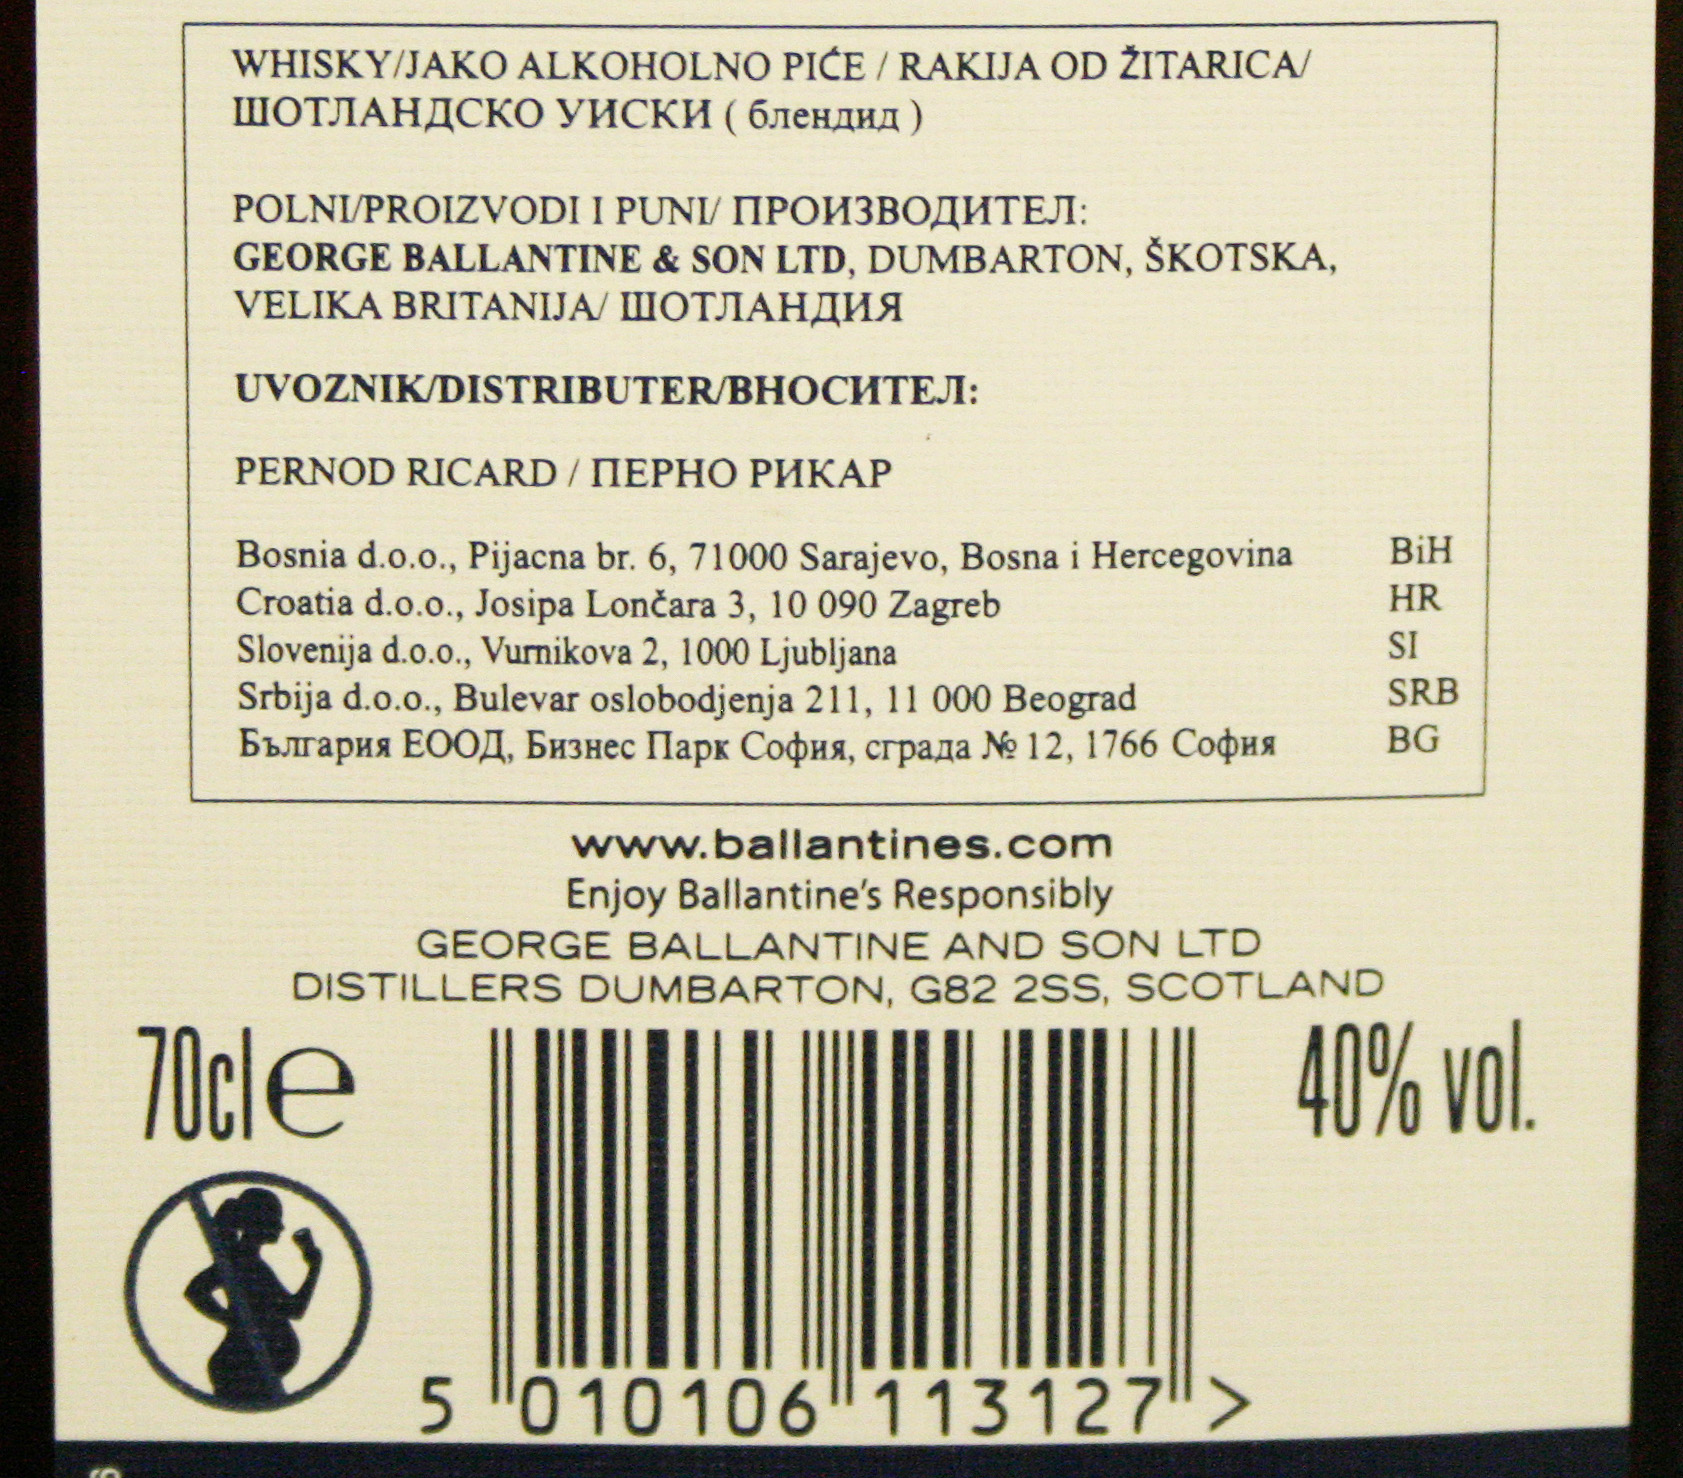 WHISKY/JAKO ALKOHOLNO PIĆE / RAKIJA OD ŽITARICA/
ШОТЛАНДСКО УИСКИ ( блендид )
POLNI/PROIZVODI I PUNI/ ПРОИЗВОДИТЕЛ:
GEORGE BALLANTINE & SON LTD, DUMBARTON, ŠKOTSKA,
VELIKA BRITANIJA/ ШОТЛАНДИЯ
UVOZNIK/DISTRIBUTER/ВНОСИТЕЛ:
PERNOD RICARD / ПЕРНО РИКАР
Bosnia d.o.o., Pijacna br. 6, 71000 Sarajevo, Bosna i Hercegovina BiH
Croatia d.o.o., Josipa Lončara 3, 10 090 Zagreb HR
Slovenija d.o.o., Vurnikova 2, 1000 Ljubljana SI
Srbija d.o.o., Bulevar oslobodjenja 211, 11 000 Beograd SRB
България ЕООД, Бизнес Парк София, сграда № 12, 1766 София BG
www.ballantines.com
Enjoy Ballantine's Responsibly
GEORGE BALLANTINE AND SON LTD
DISTILLERS DUMBARTON, G82 2SS, SCOTLAND
70cl e 40% vol.
5 010106 113127 >